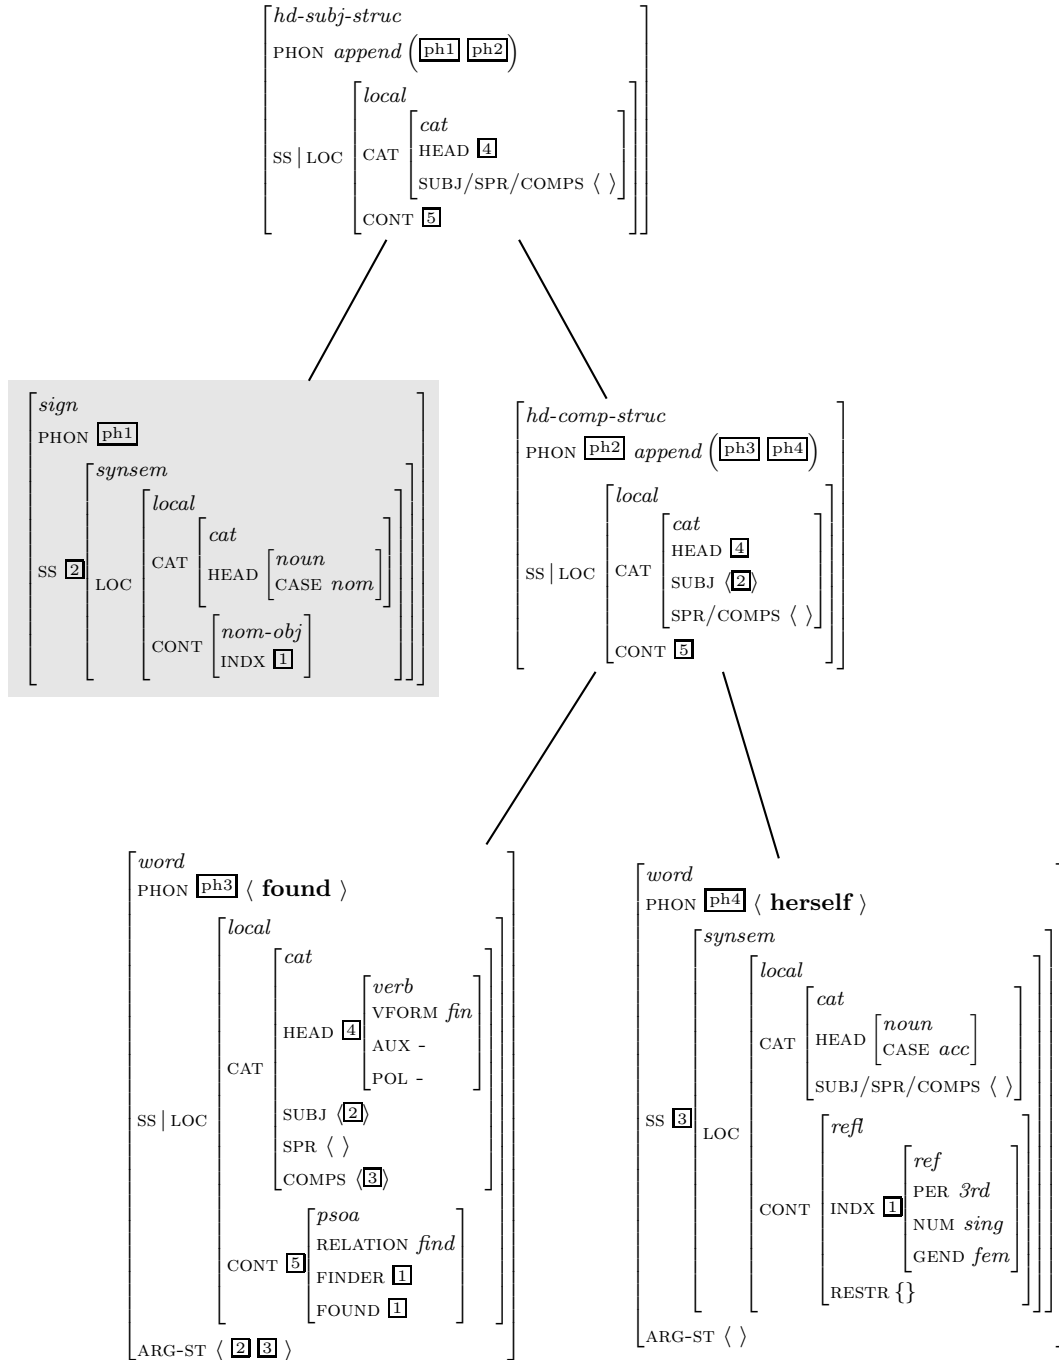 hd-subj-struc
PHON append ( ph1 ph2 )
local
cat
HEAD 4
SS | LOC CAT
SUBJ/SPR/COMPS ⟨ ⟩
CONT 5
sign
PHON ph1
synsem
local
cat
SS 2 LOC CAT HEAD noun
CASE nom
CONT nom-obj
INDX 1
hd-comp-struc
PHON ph2 append ( ph3 ph4 )
local
cat
HEAD 4
SS | LOC CAT
SUBJ ⟨ 2 ⟩
SPR/COMPS ⟨ ⟩
CONT 5
word
PHON ph3 ⟨ found ⟩
local
cat
verb
VFORM fin
HEAD 4
AUX -
CAT
POL -
SS | LOC
SUBJ ⟨ 2 ⟩
SPR ⟨ ⟩
COMPS ⟨ 3 ⟩
psoa
RELATION find
CONT 5
FINDER 1
FOUND 1
ARG-ST ⟨ 2 3 ⟩
word
PHON ph4 ⟨ herself ⟩
synsem
local
cat
CAT HEAD noun
CASE acc
SUBJ/SPR/COMPS ⟨ ⟩
SS 3 LOC
refl
ref
PER 3rd
CONT INDX 1
NUM sing
GEND fem
RESTR {}
ARG-ST ⟨ ⟩